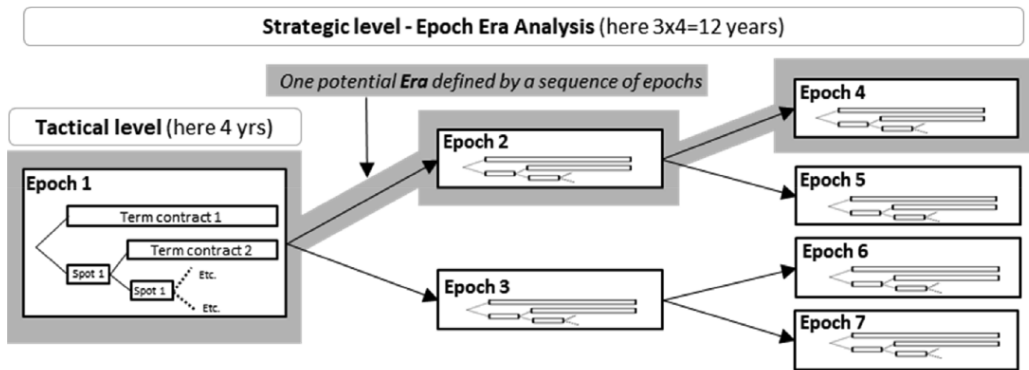 Strategic level - Epoch Era Analysis (here 3x4=12 years)
One potential Era defined by a sequence of epochs
Tactical level (here 4 yrs)
Epoch 1
Term contract 1
Term contract 2
Spot 1
Spot 1
Etc.
Etc.
Epoch 2
Epoch 3
Epoch 4
Epoch 5
Epoch 6
Epoch 7